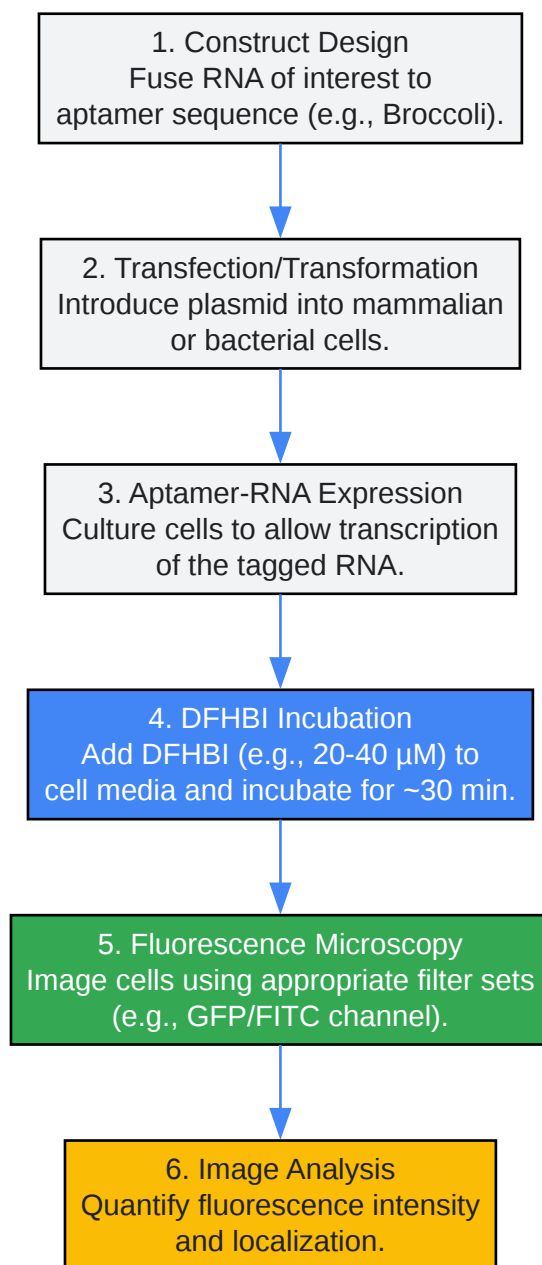 1. Construct Design
Fuse RNA of interest to
aptamer sequence (e.g., Broccoli).
2. Transfection/Transformation
Introduce plasmid into mammalian
or bacterial cells.
3. Aptamer-RNA Expression
Culture cells to allow transcription
of the tagged RNA.
4. DFHBI Incubation
Add DFHBI (e.g., 20-40 µM) to
cell media and incubate for ~30 min.
5. Fluorescence Microscopy
Image cells using appropriate filter sets
(e.g., GFP/FITC channel).
6. Image Analysis
Quantify fluorescence intensity
and localization.